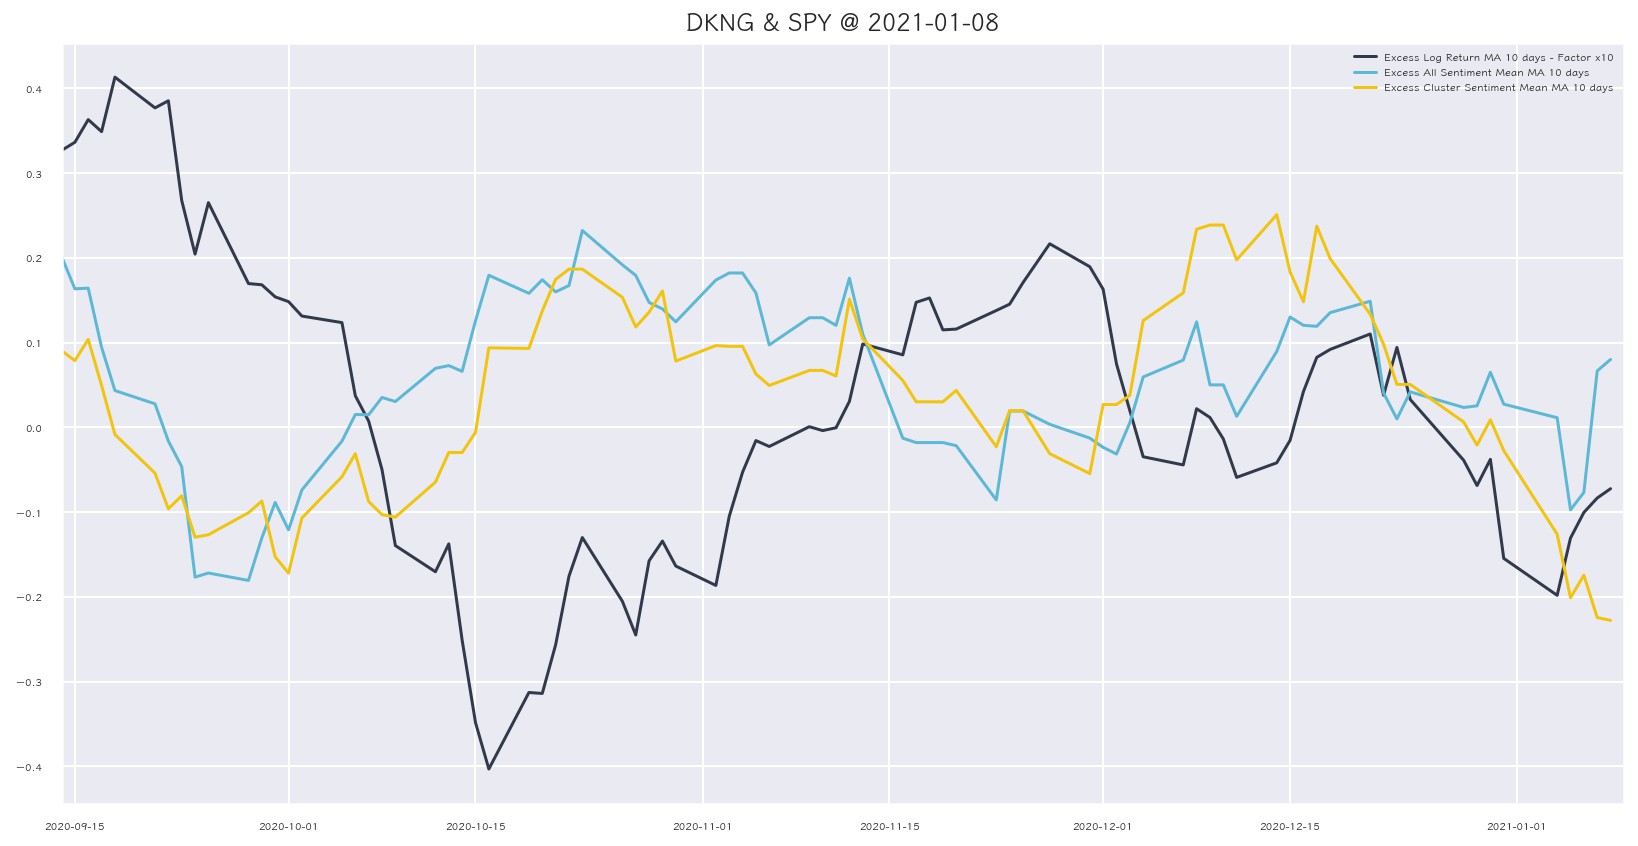 DKNG & SPY @ 2021-01-08
Excess Log Return MA 10 days - Factor x10
Excess All Sentiment Mean MA 10 days
Excess Cluster Sentiment Mean MA 10 days
0.4
0.3
0.2
0.1
0.0
−0.1
−0.2
−0.3
−0.4
2020-09-15 2020-10-01 2020-10-15 2020-11-01 2020-11-15 2020-12-01 2020-12-15 2021-01-01